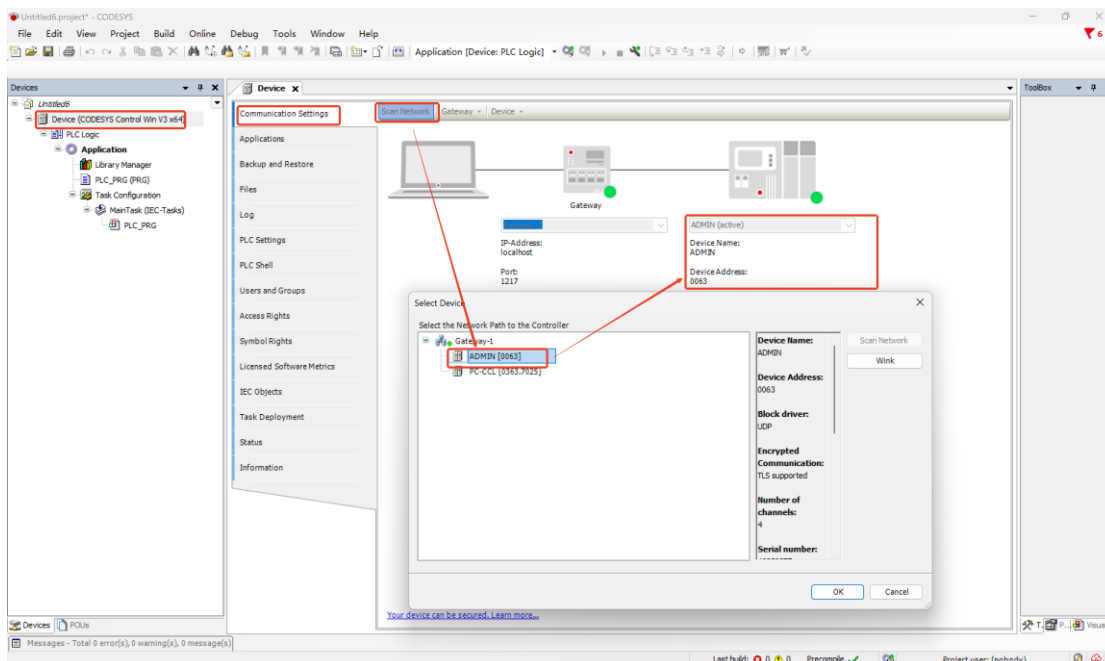 Untitled6.project* - CODESYS
File Edit View Project Build Online Debug Tools Window Help
6
Application [Device: PLC Logic]
Devices
Device
ToolBox
Untitled6
Device (CODESYS Control Win V3 x64)
PLC Logic
Application
Library Manager
PLC_PRG (PRG)
Task Configuration
MainTask (IEC-Tasks)
PLC_PRG
Communication Settings
Applications
Backup and Restore
Files
Log
PLC Settings
PLC Shell
Users and Groups
Access Rights
Symbol Rights
Licensed Software Metrics
IEC Objects
Task Deployment
Status
Information
Scan Network Gateway Device
Gateway
IP-Address:
localhost
Port:
1217
ADMIN (active)
Device Name:
ADMIN
Device Address:
0063
Select Device
Select the Network Path to the Controller
Gateway-1
ADMIN [0063]
PC-CCL [0363.7025]
Device Name:
ADMIN
Device Address:
0063
Block driver:
UDP
Encrypted
Communication:
TLS supported
Number of
channels:
4
Serial number:
Scan Network
Wink
OK Cancel
Your device can be secured. Learn more...
Devices POUs
T. P... Visua
Messages - Total 0 error(s), 0 warning(s), 0 message(s)
Last build: 0 0 Precompile Project user: (nobody)